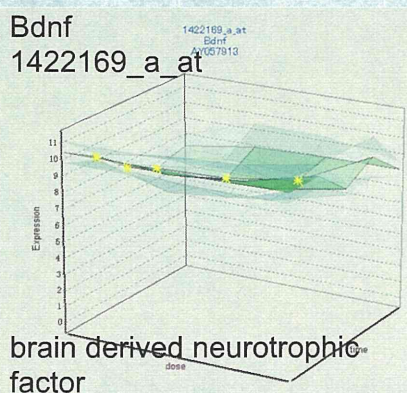 Bdnf
1422169_a_at
1422169_a_at
Bdnf
AY057913
11
10
9
8
7
6
5
4
3
2
1
0
Expression
dose
time
brain derived neurotrophic
factor